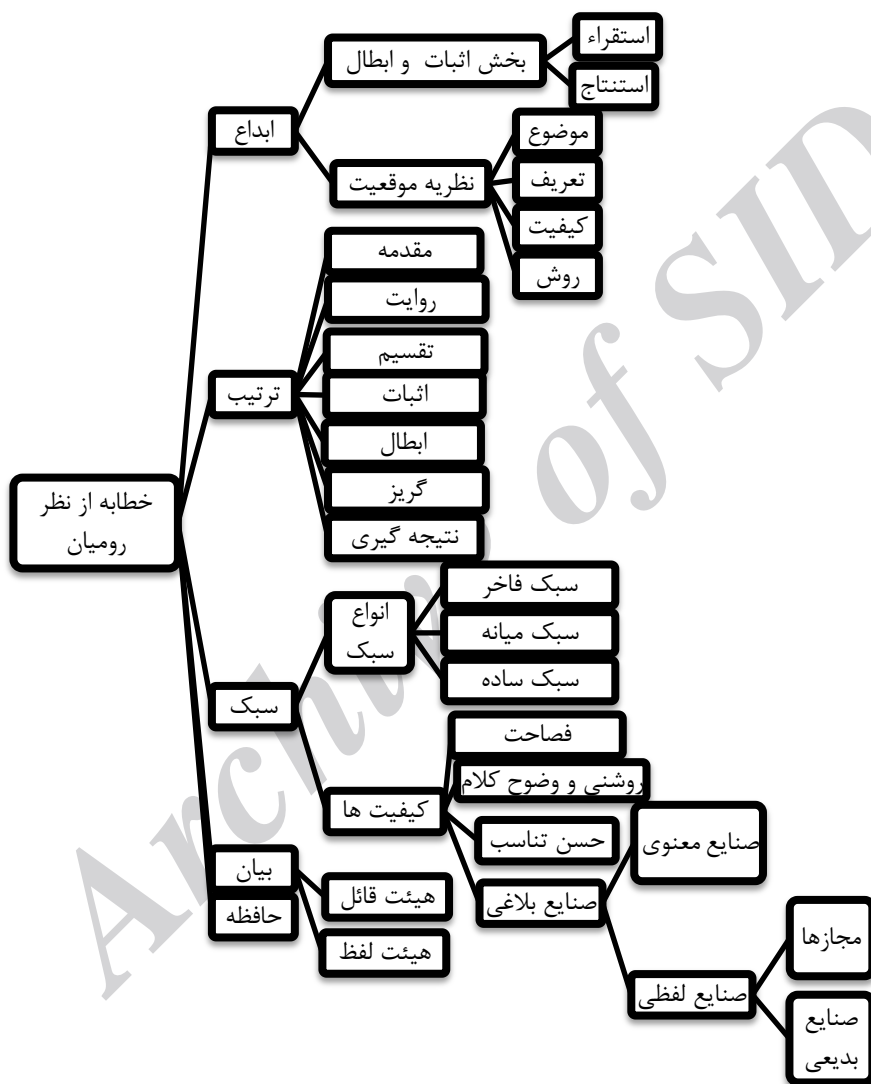 خطابه از نظر
رومیان
ابداع
بخش اثبات و ابطال
استقراء
استنتاج
نظریه موقعیت
موضوع
تعریف
کیفیت
روش
ترتیب
مقدمه
روایت
تقسیم
اثبات
ابطال
گریز
نتیجه گیری
سبک
انواع
سبک
سبک فاخر
سبک میانه
سبک ساده
کیفیت ها
فصاحت
روشنی و وضوح کلام
حسن تناسب
صنایع بلاغی
صنایع معنوی
صنایع لفظی
مجازها
صنایع
بدیعی
بیان
هیئت قائل
هیئت لفظ
حافظه
Archive of SID